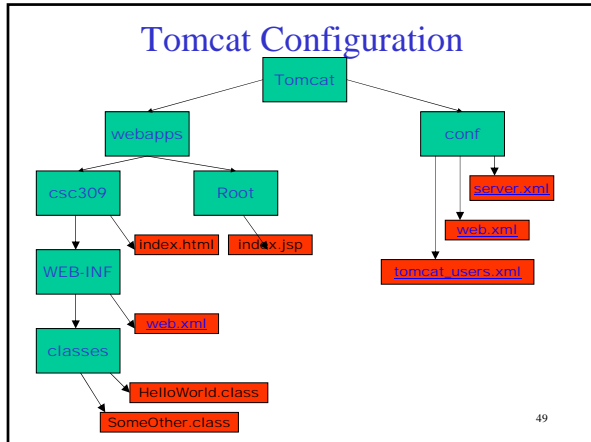 Tomcat Configuration
Tomcat
webapps
conf
csc309
Root
server.xml
index.html
index.jsp
web.xml
WEB-INF
tomcat_users.xml
web.xml
classes
HelloWorld.class
SomeOther.class
49